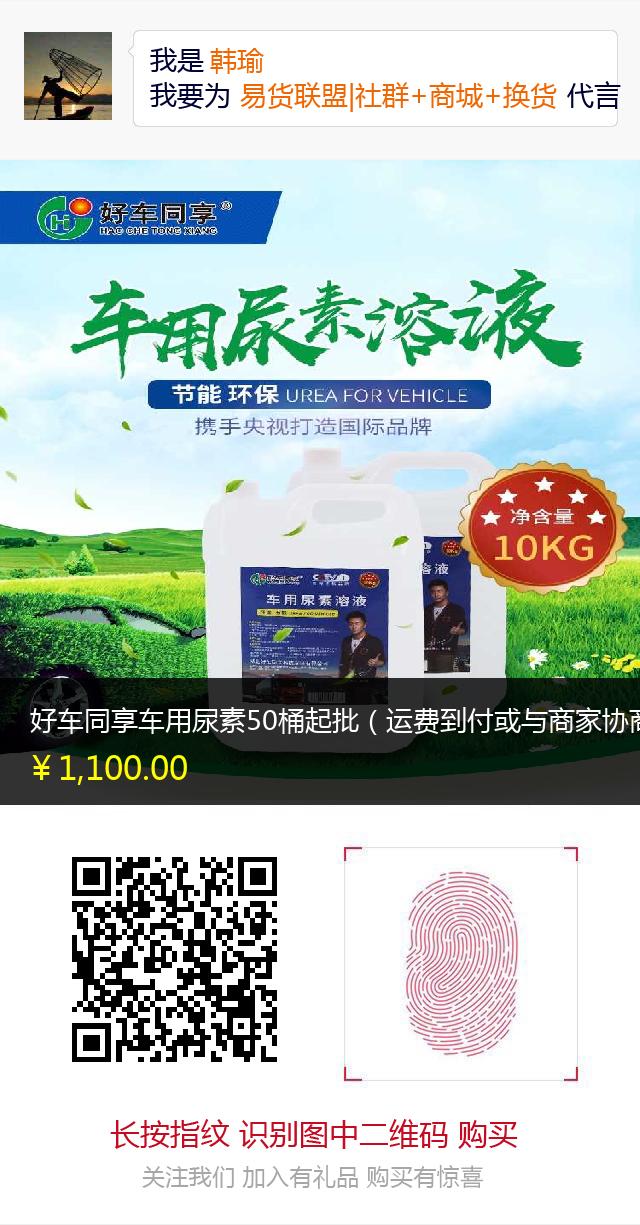 我是 韩瑜
我要为 易货联盟|社群+商城+换货 代言
好车同享®
HAO CHE TONG XIANG
车用尿素溶液
节能 环保 UREA FOR VEHICLE
携手央视打造国际品牌
净含量
10KG
车用尿素溶液
好车同享车用尿素50桶起批（运费到付或与商家协商
￥1,100.00
长按指纹 识别图中二维码 购买
关注我们 加入有礼品 购买有惊喜